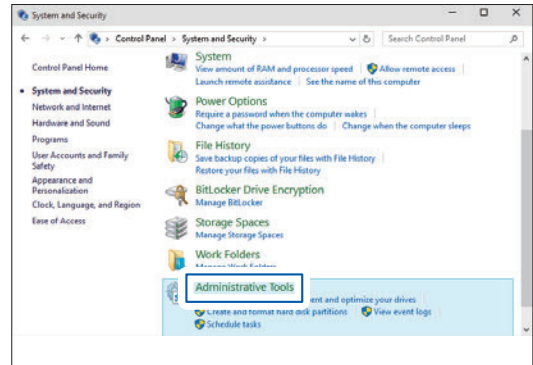 System and Security
Control Panel > System and Security >
Search Control Panel
Control Panel Home
System and Security
Network and Internet
Hardware and Sound
Programs
User Accounts and Family
Safety
Appearance and
Personalization
Clock, Language, and Region
Ease of Access
System
View amount of RAM and processor speed | Allow remote access
Launch remote assistance | See the name of this computer
Power Options
Require a password when the computer wakes
Change what the power buttons do | Change when the computer sleeps
File History
Save backup copies of your files with File History
Restore your files with File History
BitLocker Drive Encryption
Manage BitLocker
Storage Spaces
Manage Storage Spaces
Work Folders
Manage Work Folders
Administrative Tools
and optimize your drives
Create and format hard disk partitions | View event logs
Schedule tasks